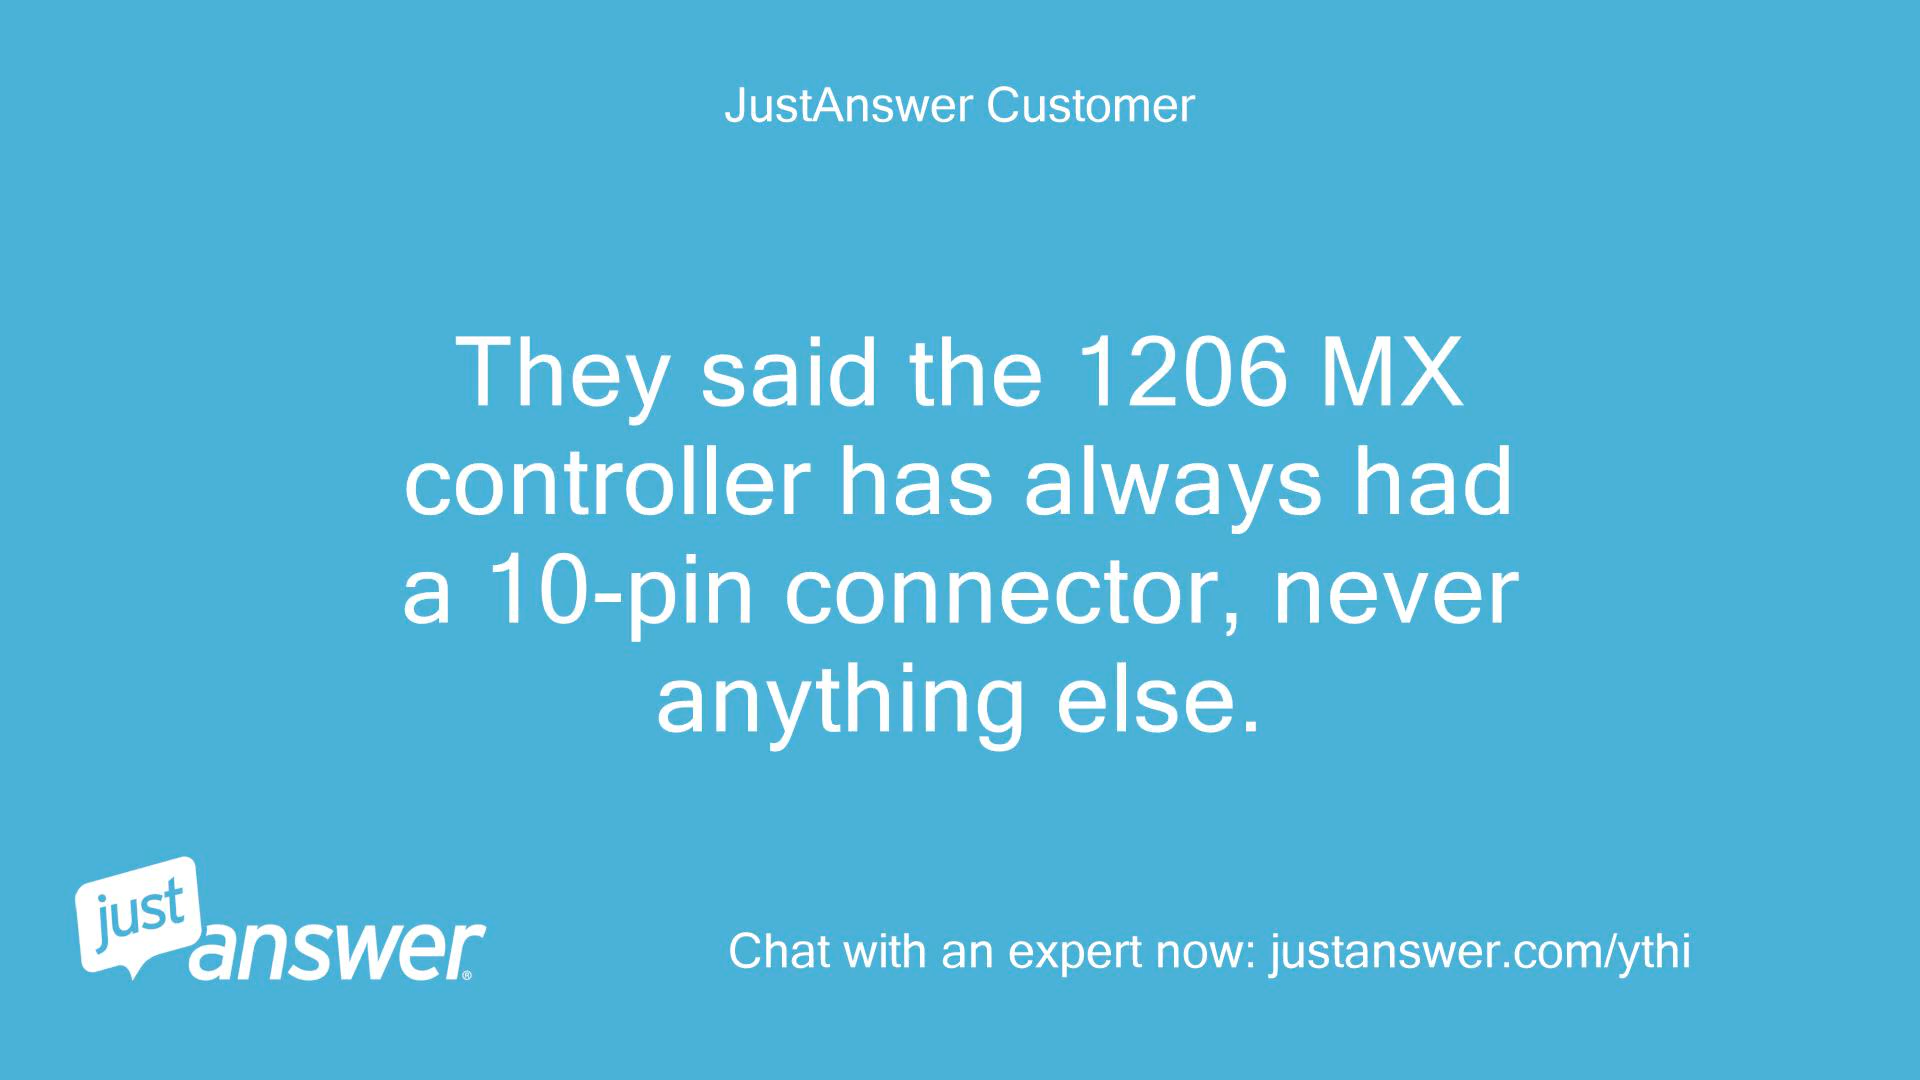 JustAnswer Customer
They said the 1206 MX
controller has always had
a 10-pin connector, never
anything else.
just
answer®
Chat with an expert now: justanswer.com/ythi